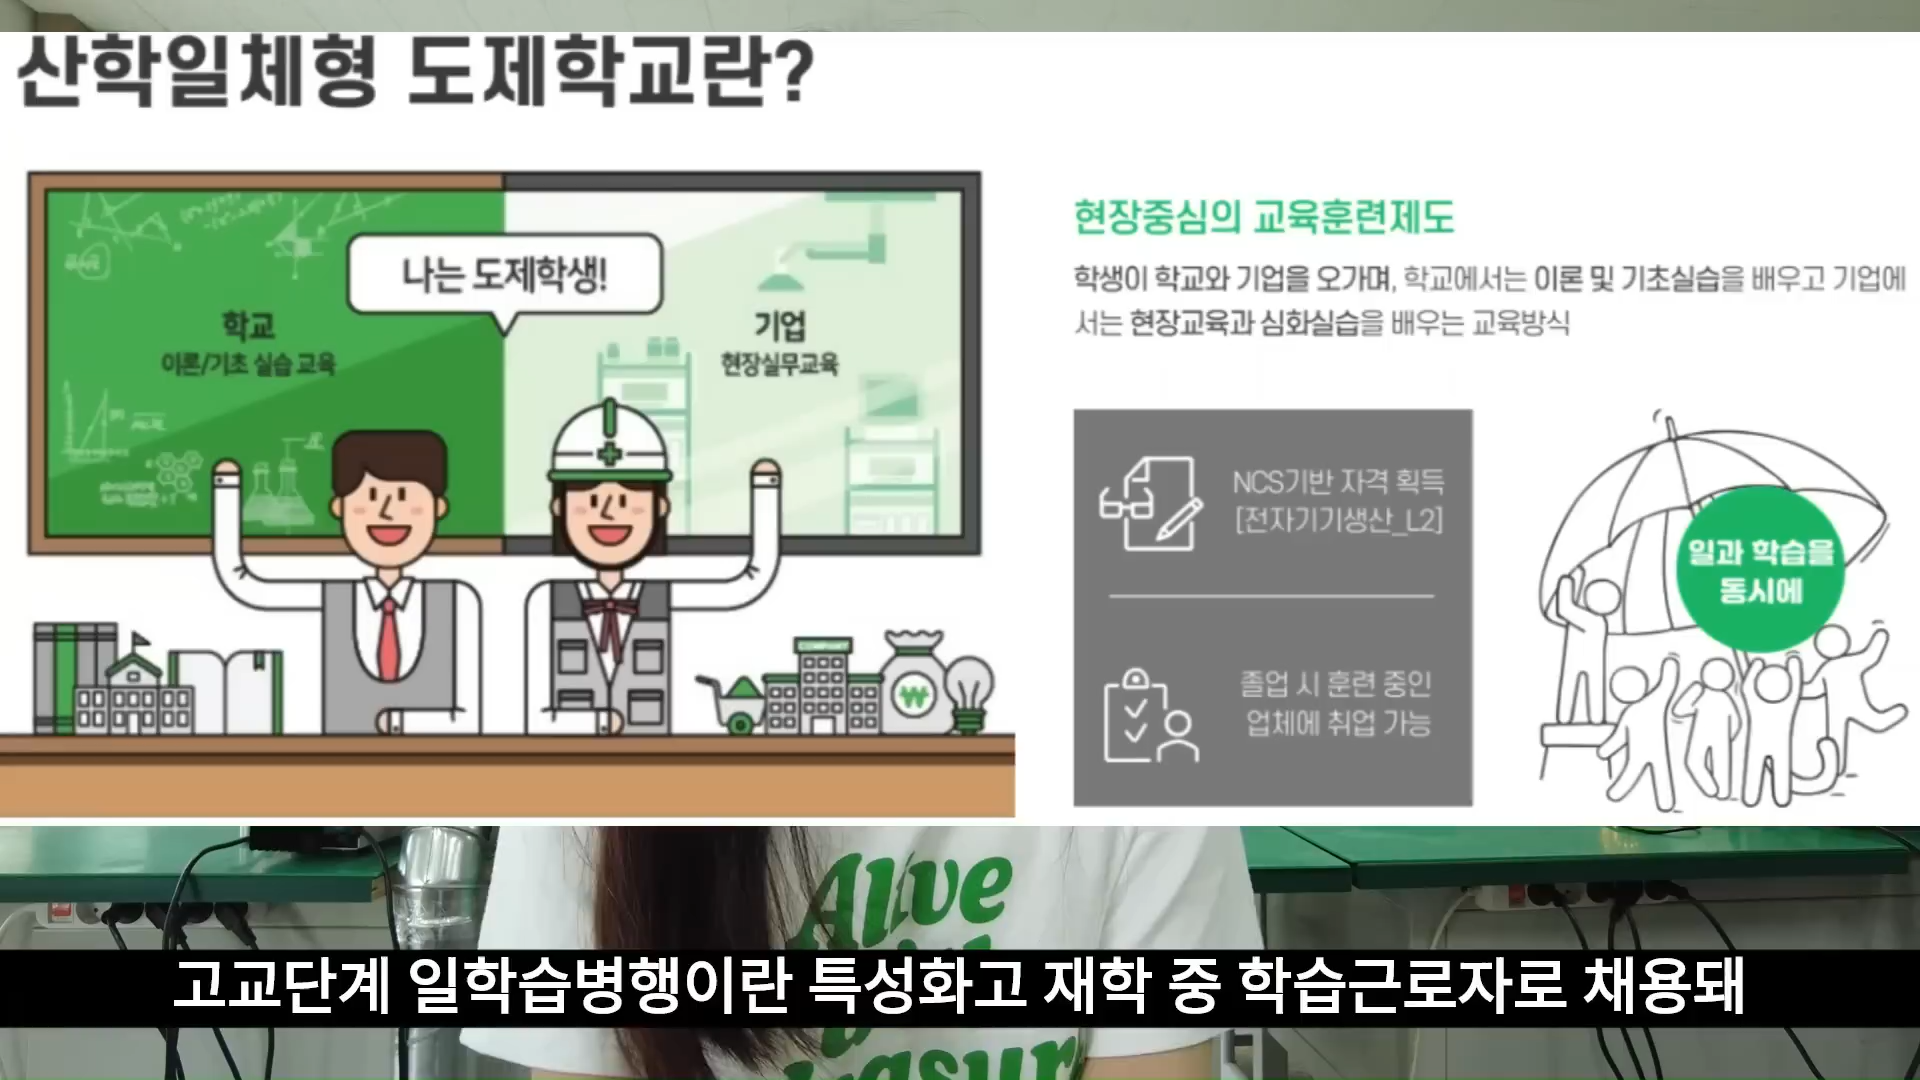 산학일체형 도제학교란?
나는 도제학생!
학교
이론/기초 실습 교육
기업
현장실무교육
COMPANY
₩
현장중심의 교육훈련제도
학생이 학교와 기업을 오가며, 학교에서는 이론 및 기초실습을 배우고 기업에
서는 현장교육과 심화실습을 배우는 교육방식
NCS기반 자격 획득
[전자기기생산_L2]
졸업 시 훈련 중인
업체에 취업 가능
일과 학습을
동시에
Alive
고교단계 일학습병행이란 특성화고 재학 중 학습근로자로 채용돼